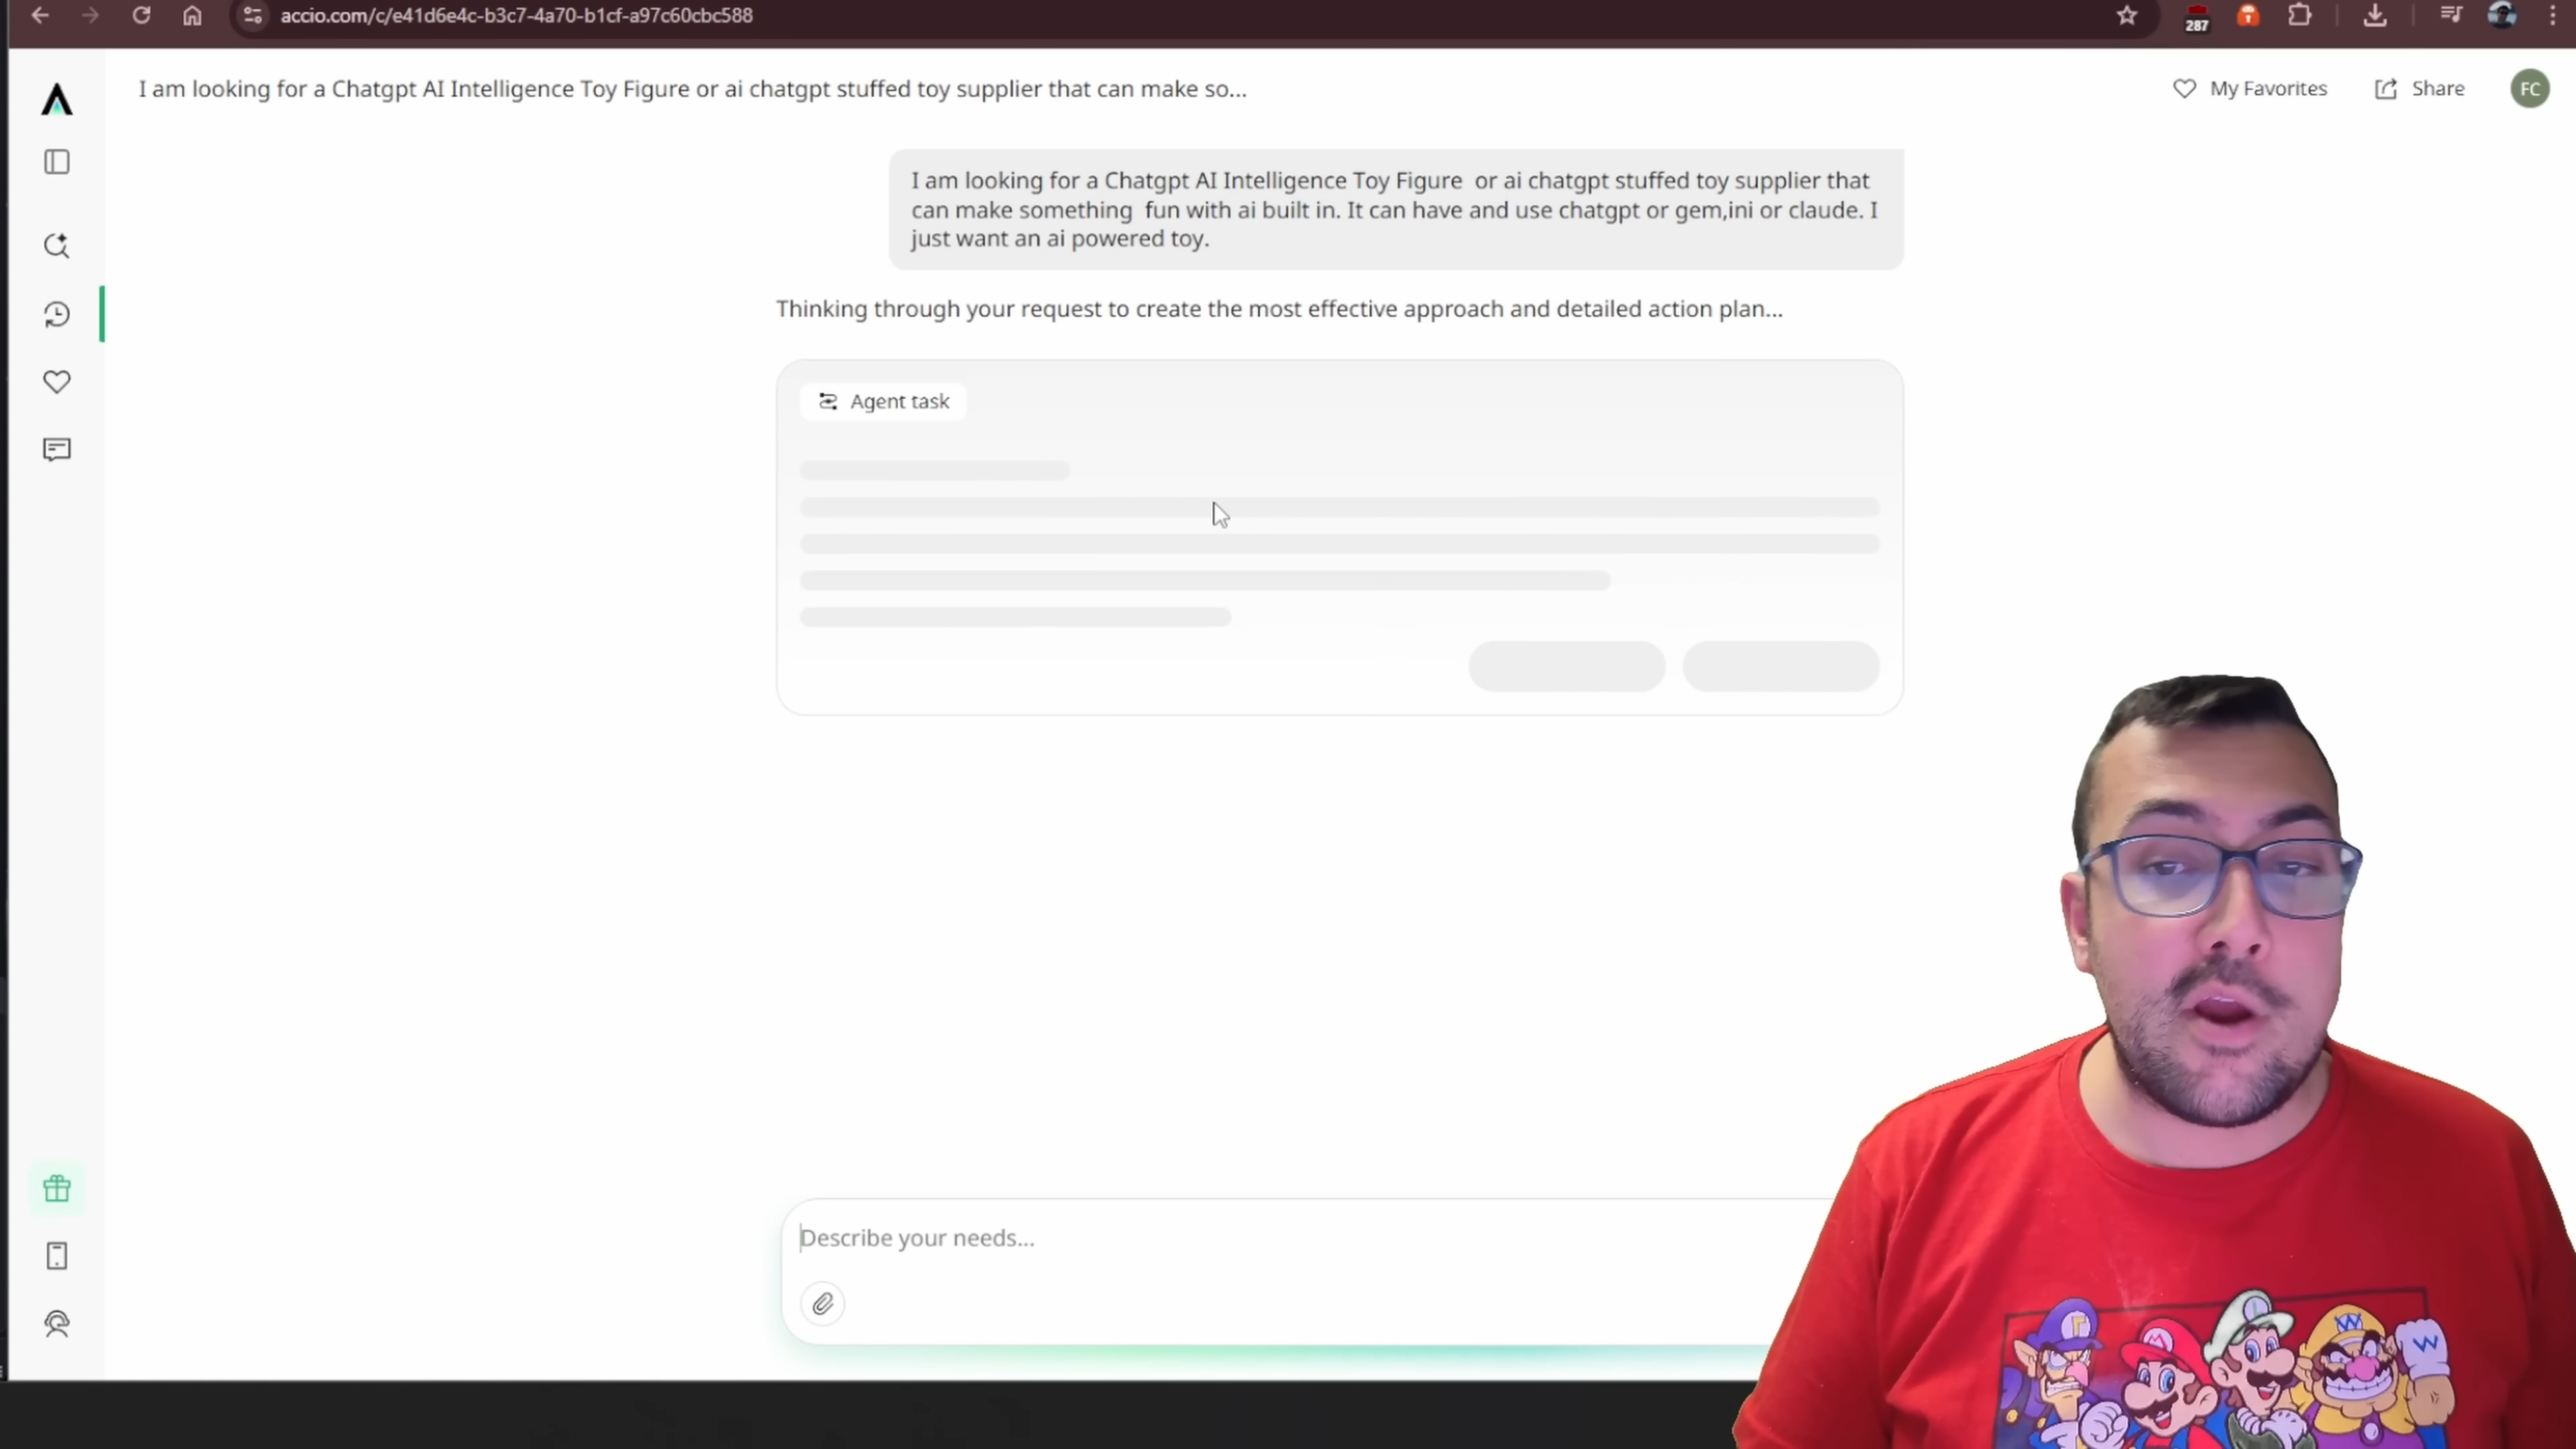 accio.com/c/e41d6e4c-b3c7-4a70-b1cf-a97c60cbc588
287
I am looking for a Chatgpt AI Intelligence Toy Figure or ai chatgpt stuffed toy supplier that can make so...
My Favorites
Share
FC
I am looking for a Chatgpt AI Intelligence Toy Figure  or ai chatgpt stuffed toy supplier that
can make something  fun with ai built in. It can have and use chatgpt or gem,ini or claude. I
just want an ai powered toy.
Thinking through your request to create the most effective approach and detailed action plan...
Agent task
Describe your needs...
M
W
W